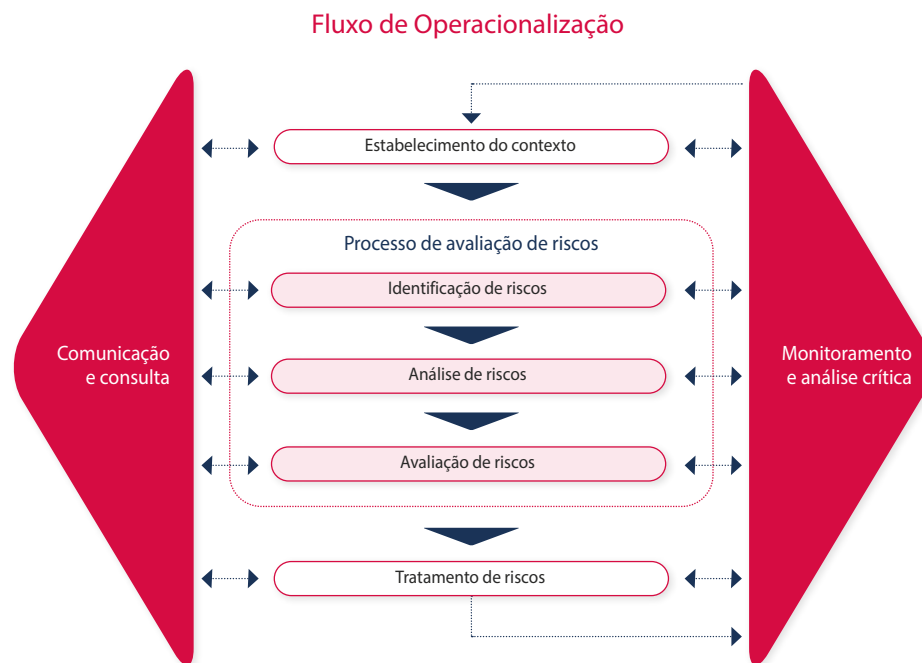 Fluxo de Operacionalização
Estabelecimento do contexto
Processo de avaliação de riscos
Identificação de riscos
Comunicação
e consulta
Análise de riscos
Monitoramento
e análise crítica
Avaliação de riscos
Tratamento de riscos